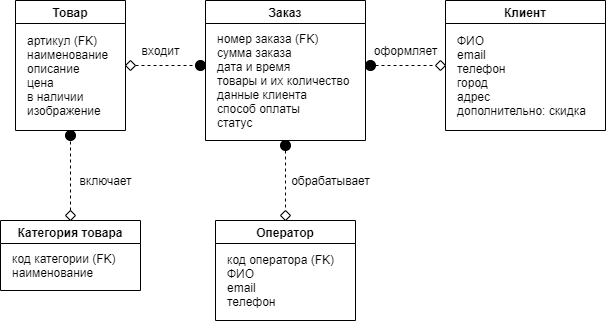 Товар
артикул (FK)
наименование
описание
цена
в наличии
изображение
входит
Заказ
номер заказа (FK)
сумма заказа
дата и время
товары и их количество
данные клиента
способ оплаты
статус
оформляет
Клиент
ФИО
email
телефон
город
адрес
дополнительно: скидка
включает
обрабатывает
Категория товара
код категории (FK)
наименование
Оператор
код оператора (FK)
ФИО
email
телефон